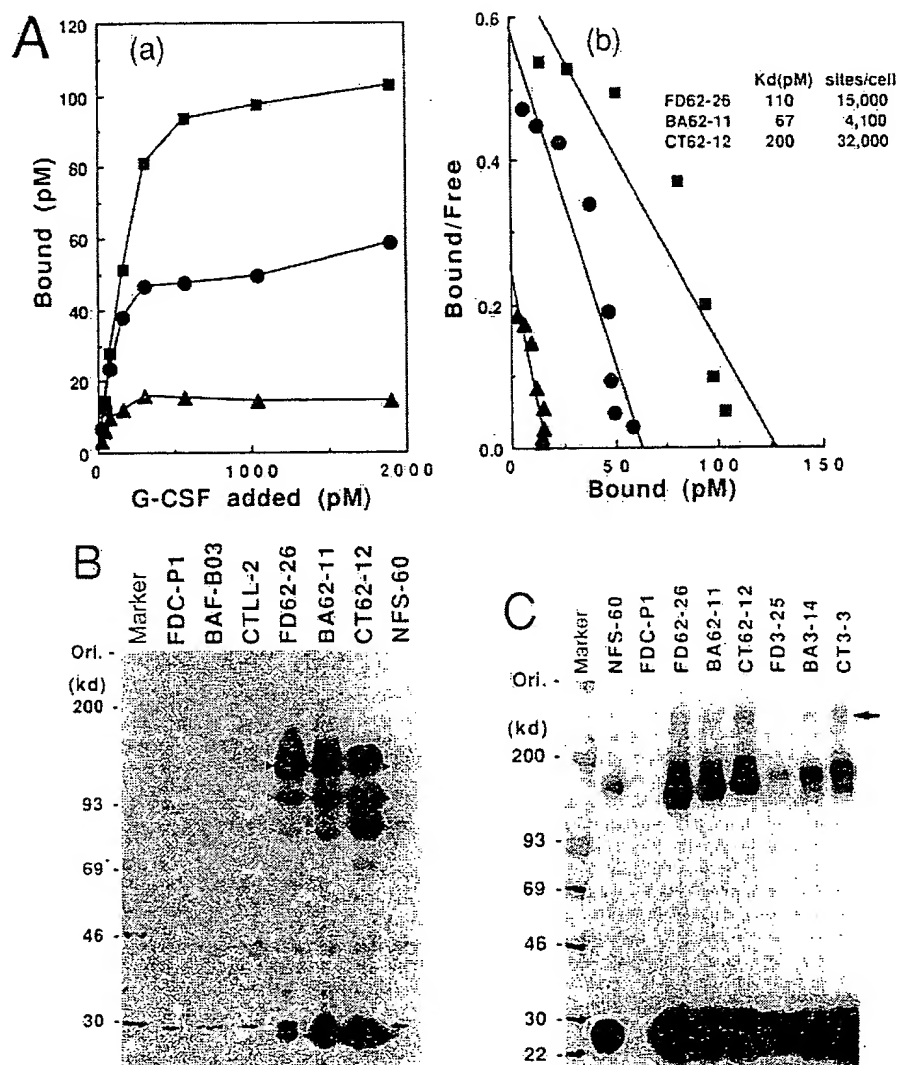 A
(a)
120
100
80
60
40
20
0
0
1000
2000
Bound (pM)
G-CSF added (pM)
(b)
0.6
0.4
0.2
0.0
0
50
100
150
Bound/Free
Bound (pM)
Kd(pM) sites/cell
FD62-26 110 15,000
BA62-11 67 4,100
CT62-12 200 32,000
B
Marker
FDC-P1
BAF-B03
CTLL-2
FD62-26
BA62-11
CT62-12
NFS-60
Ori. -
(kd)
200 -
93 -
69 -
46 -
30 -
C
Marker
NFS-60
FDC-P1
FD62-26
BA62-11
CT62-12
FD3-25
BA3-14
CT3-3
Ori. -
(kd)
200 -
93 -
69 -
46 -
30 -
22 -